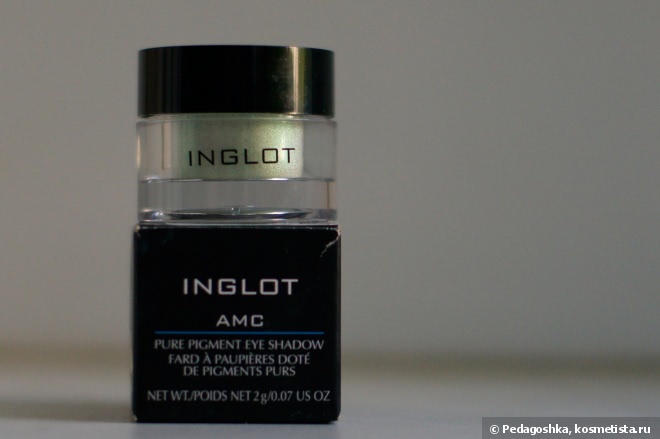 INGLOT
INGLOT
AMC
PURE PIGMENT EYE SHADOW
FARD À PAUPIÈRES DOTÉ
DE PIGMENTS PURS
NET WT./POIDS NET 2g/0.07 US OZ
© Pedagoshka, kosmetista.ru